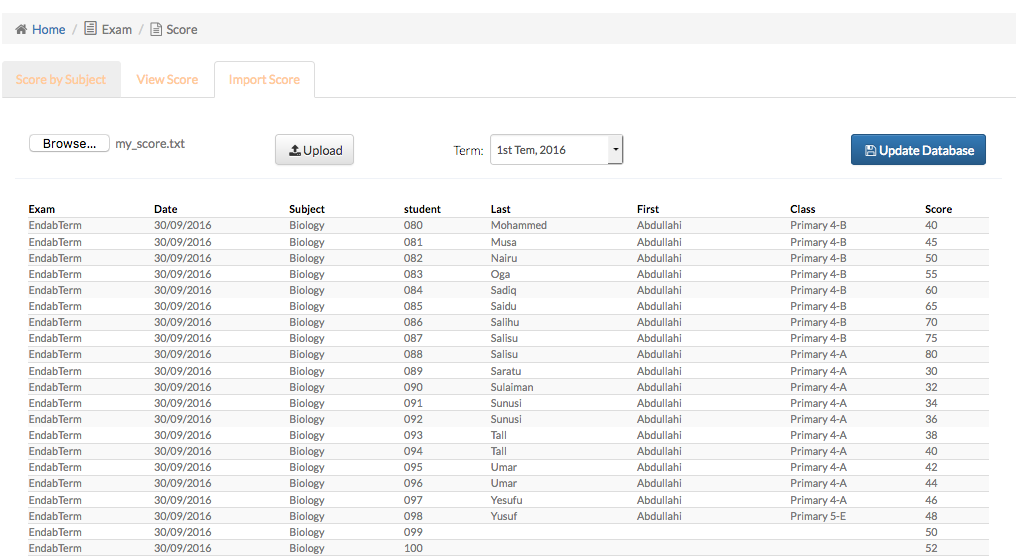 Home / Exam / Score
Score by Subject View Score Import Score
Browse... my_score.txt Upload Term: 1st Tem, 2016 Update Database
Exam Date Subject student Last First Class Score
EndabTerm 30/09/2016 Biology 080 Mohammed Abdullahi Primary 4-B 40
EndabTerm 30/09/2016 Biology 081 Musa Abdullahi Primary 4-B 45
EndabTerm 30/09/2016 Biology 082 Nairu Abdullahi Primary 4-B 50
EndabTerm 30/09/2016 Biology 083 Oga Abdullahi Primary 4-B 55
EndabTerm 30/09/2016 Biology 084 Sadiq Abdullahi Primary 4-B 60
EndabTerm 30/09/2016 Biology 085 Saidu Abdullahi Primary 4-B 65
EndabTerm 30/09/2016 Biology 086 Salihu Abdullahi Primary 4-B 70
EndabTerm 30/09/2016 Biology 087 Salisu Abdullahi Primary 4-B 75
EndabTerm 30/09/2016 Biology 088 Salisu Abdullahi Primary 4-A 80
EndabTerm 30/09/2016 Biology 089 Saratu Abdullahi Primary 4-A 30
EndabTerm 30/09/2016 Biology 090 Sulaiman Abdullahi Primary 4-A 32
EndabTerm 30/09/2016 Biology 091 Sunusi Abdullahi Primary 4-A 34
EndabTerm 30/09/2016 Biology 092 Sunusi Abdullahi Primary 4-A 36
EndabTerm 30/09/2016 Biology 093 Tall Abdullahi Primary 4-A 38
EndabTerm 30/09/2016 Biology 094 Tall Abdullahi Primary 4-A 40
EndabTerm 30/09/2016 Biology 095 Umar Abdullahi Primary 4-A 42
EndabTerm 30/09/2016 Biology 096 Umar Abdullahi Primary 4-A 44
EndabTerm 30/09/2016 Biology 097 Yesufu Abdullahi Primary 4-A 46
EndabTerm 30/09/2016 Biology 098 Yusuf Abdullahi Primary 5-E 48
EndabTerm 30/09/2016 Biology 099 50
EndabTerm 30/09/2016 Biology 100 52